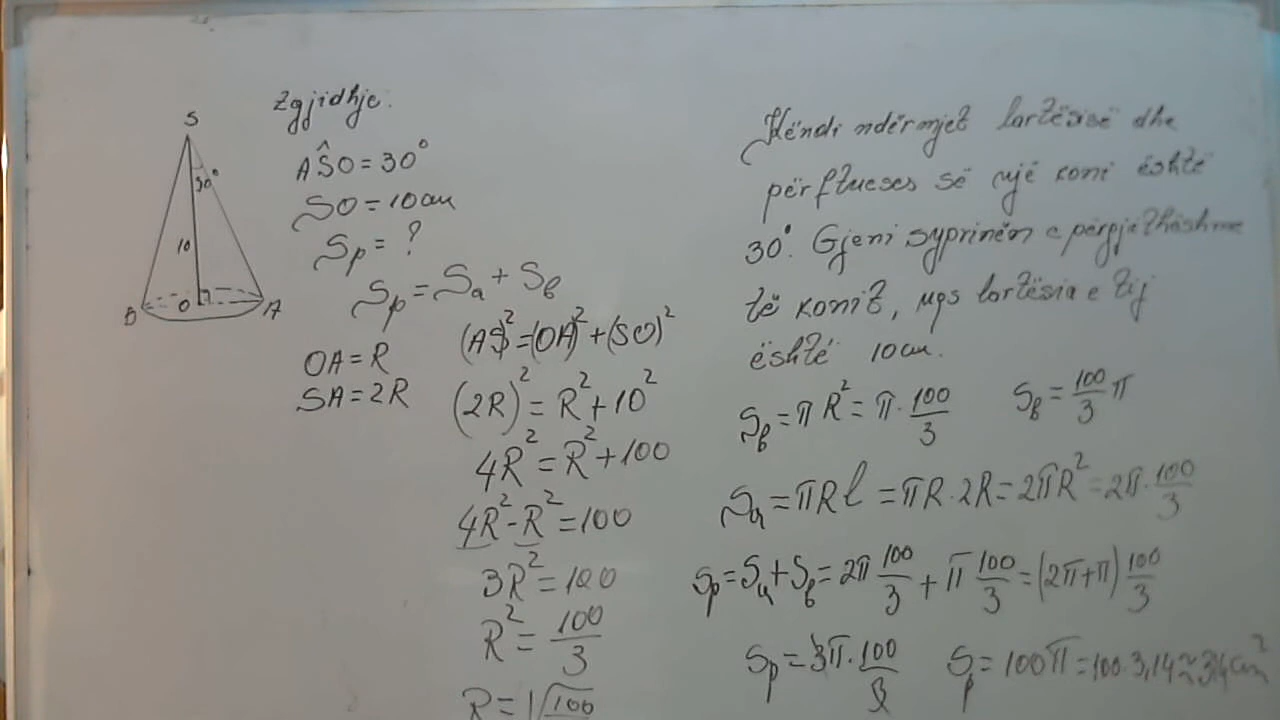 Zgjidhje:
S
30°
10
B O A
AŜO = 30°
SO = 10cm
Sp = ?
Sp = Sa + Sb
OA = R
SA = 2R
(AS)² = (OA)² + (SO)²
(2R)² = R² + 10²
4R² = R² + 100
4R² - R² = 100
3R² = 100
R² = 100/3
R = √100
Këndi ndërmjet lartësisë dhe
përftueses së një koni është
30°. Gjeni syprinën e përgjithëshme
të konit, nqs lartësia e tij
është 10cm.
Sb = πR² = π · 100/3 Sb = 100/3 π
Sa = πRl = πR · 2R = 2πR² = 2π · 100/3
Sp = Sa + Sb = 2π 100/3 + π 100/3 = (2π+π) 100/3
Sp = 3π · 100/3 Sp = 100π = 100 · 3,14 ≈ 314cm²